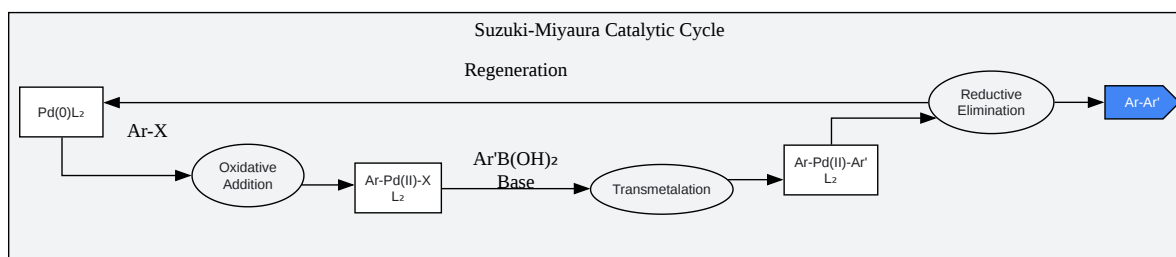 Suzuki-Miyaura Catalytic Cycle
Regeneration
Pd(0)L₂
Ar-X
Oxidative
Addition
Ar-Pd(II)-X
L₂
Ar'B(OH)₂
Base
Transmetalation
Ar-Pd(II)-Ar'
L₂
Reductive
Elimination
Ar-Ar'